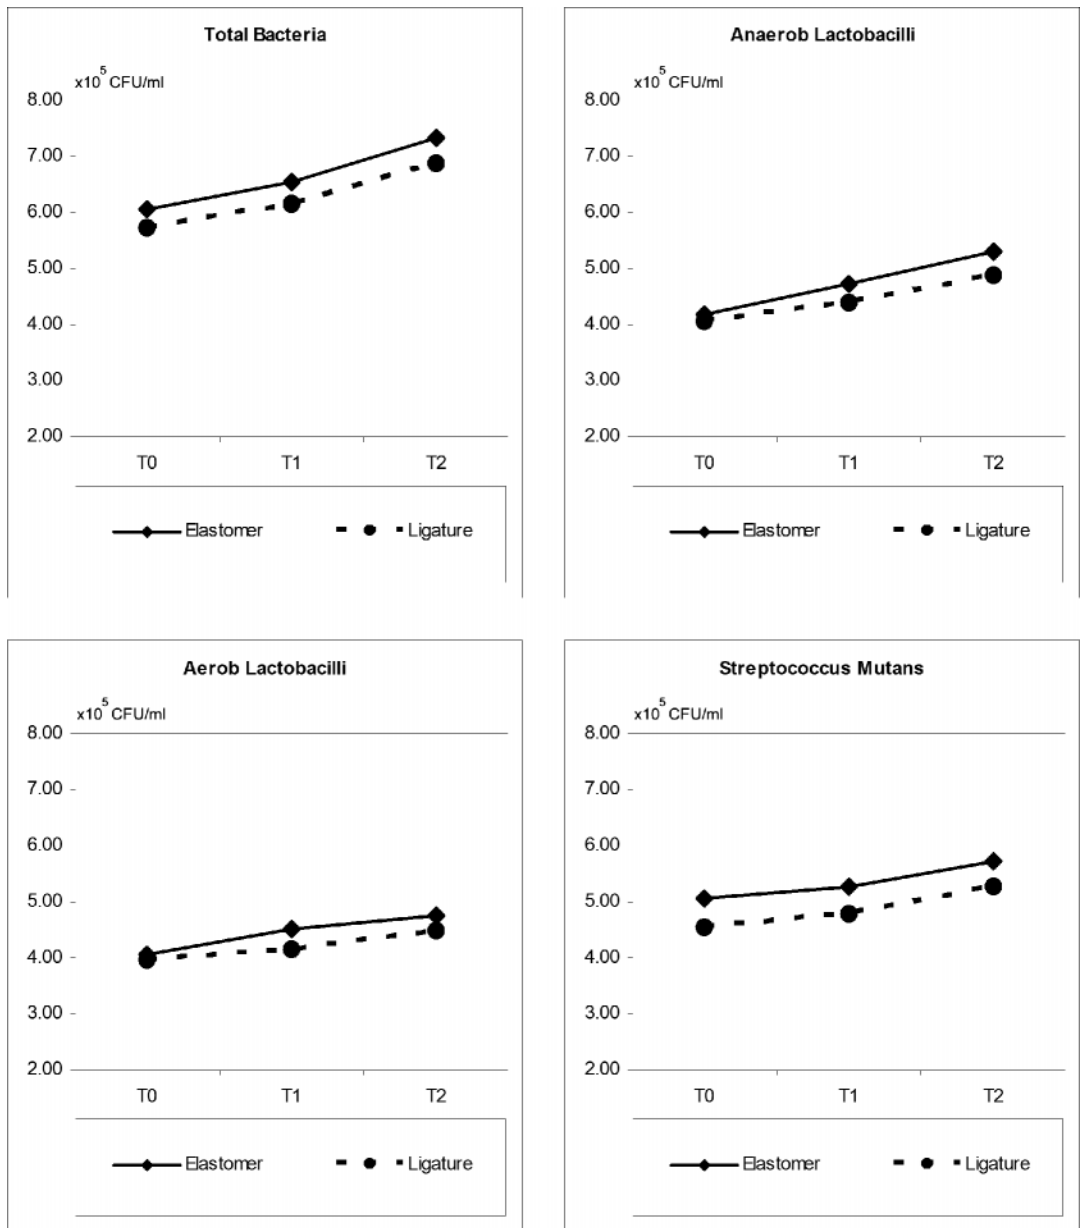 Total Bacteria
x10^5 CFU/ml
8.00
7.00
6.00
5.00
4.00
3.00
2.00
T0 T1 T2
Elastomer Ligature
Anaerob Lactobacilli
x10^5 CFU/ml
8.00
7.00
6.00
5.00
4.00
3.00
2.00
T0 T1 T2
Elastomer Ligature
Aerob Lactobacilli
x10^5 CFU/ml
8.00
7.00
6.00
5.00
4.00
3.00
2.00
T0 T1 T2
Elastomer Ligature
Streptococcus Mutans
x10^5 CFU/ml
8.00
7.00
6.00
5.00
4.00
3.00
2.00
T0 T1 T2
Elastomer Ligature